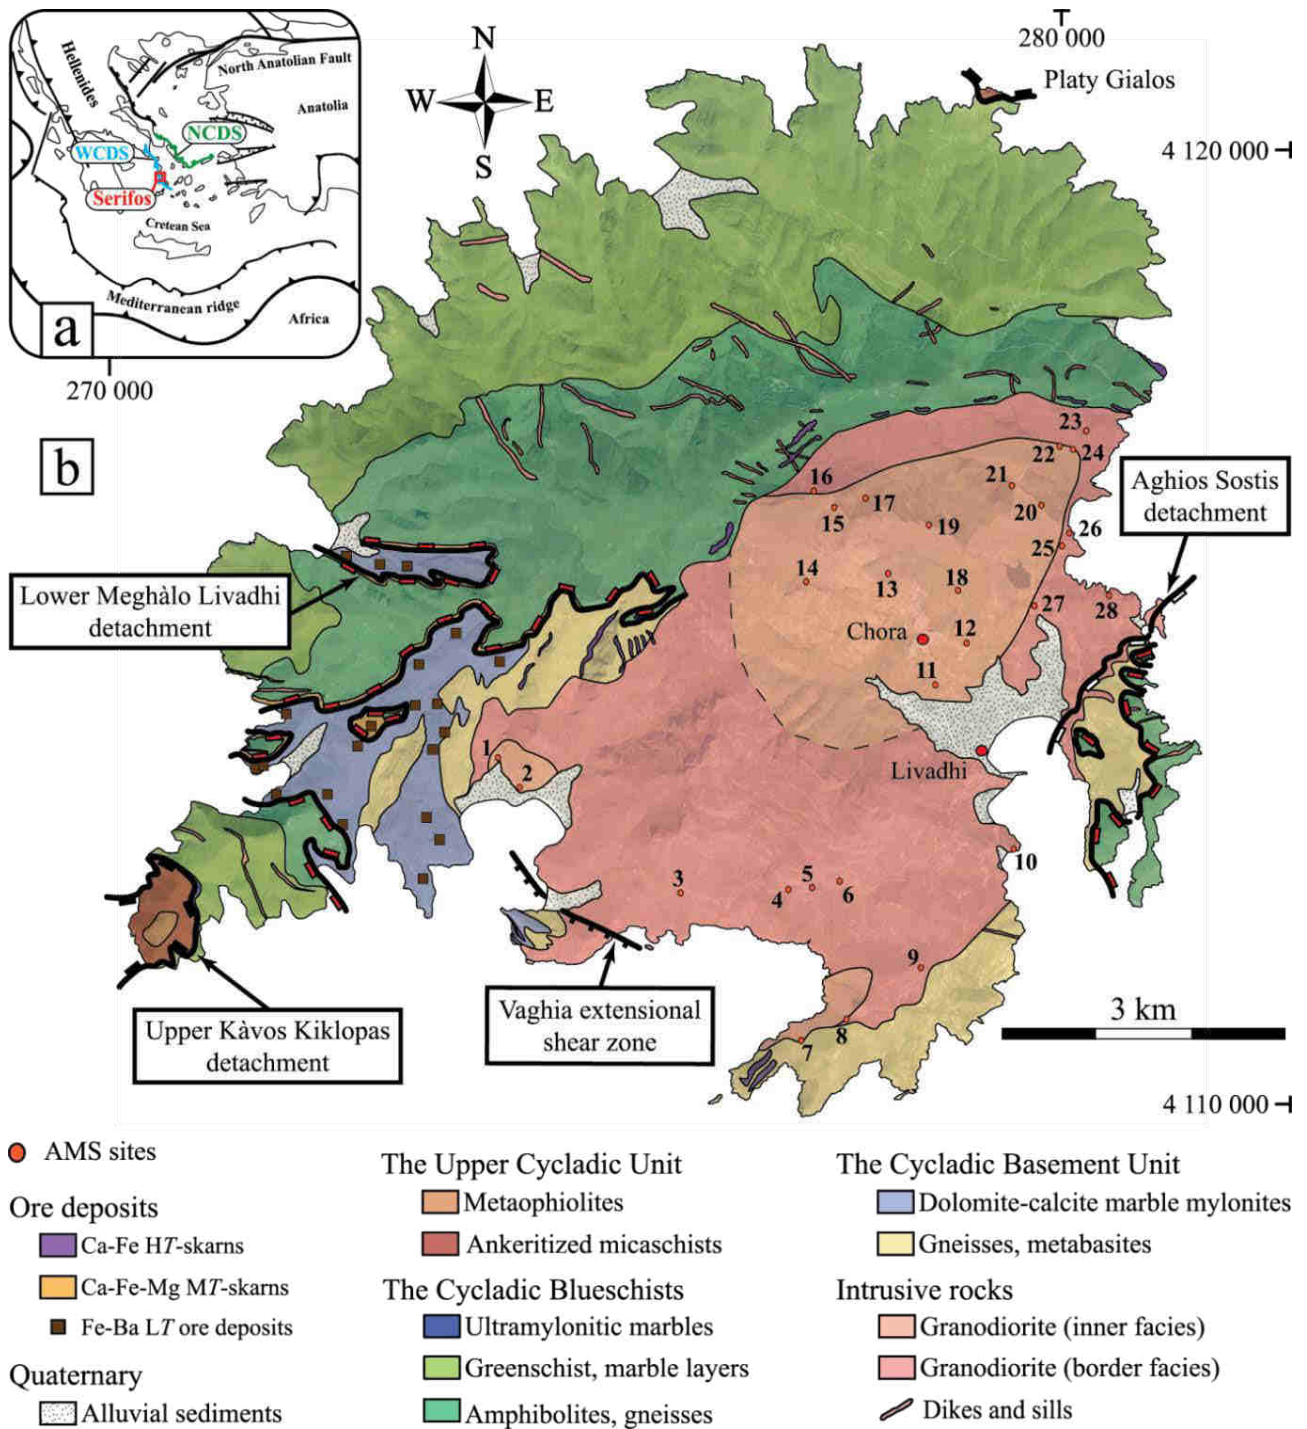 280 000
Platy Gialos
4 120 000
N
W
E
S
Hellenides
North Anatolian Fault
Anatolia
NCDS
WCDS
Serifos
Cretean Sea
Mediterranean ridge
Africa
a
270 000
b
23
22
24
21
16
17
15
20
19
26
25
14
13
18
27
28
Chora
12
11
Aghios Sostis
detachment
Lower Meghàlo Livadhi
detachment
1
2
Livadhi
10
3
4
5
6
9
8
7
Upper Kàvos Kiklopas
detachment
Vaghia extensional
shear zone
3 km
4 110 000
AMS sites
Ore deposits
Ca-Fe HT-skarns
Ca-Fe-Mg MT-skarns
Fe-Ba LT ore deposits
Quaternary
Alluvial sediments
The Upper Cycladic Unit
Metaophiolites
Ankeritized micaschists
The Cycladic Blueschists
Ultramylonitic marbles
Greenschist, marble layers
Amphibolites, gneisses
The Cycladic Basement Unit
Dolomite-calcite marble mylonites
Gneisses, metabasites
Intrusive rocks
Granodiorite (inner facies)
Granodiorite (border facies)
Dikes and sills